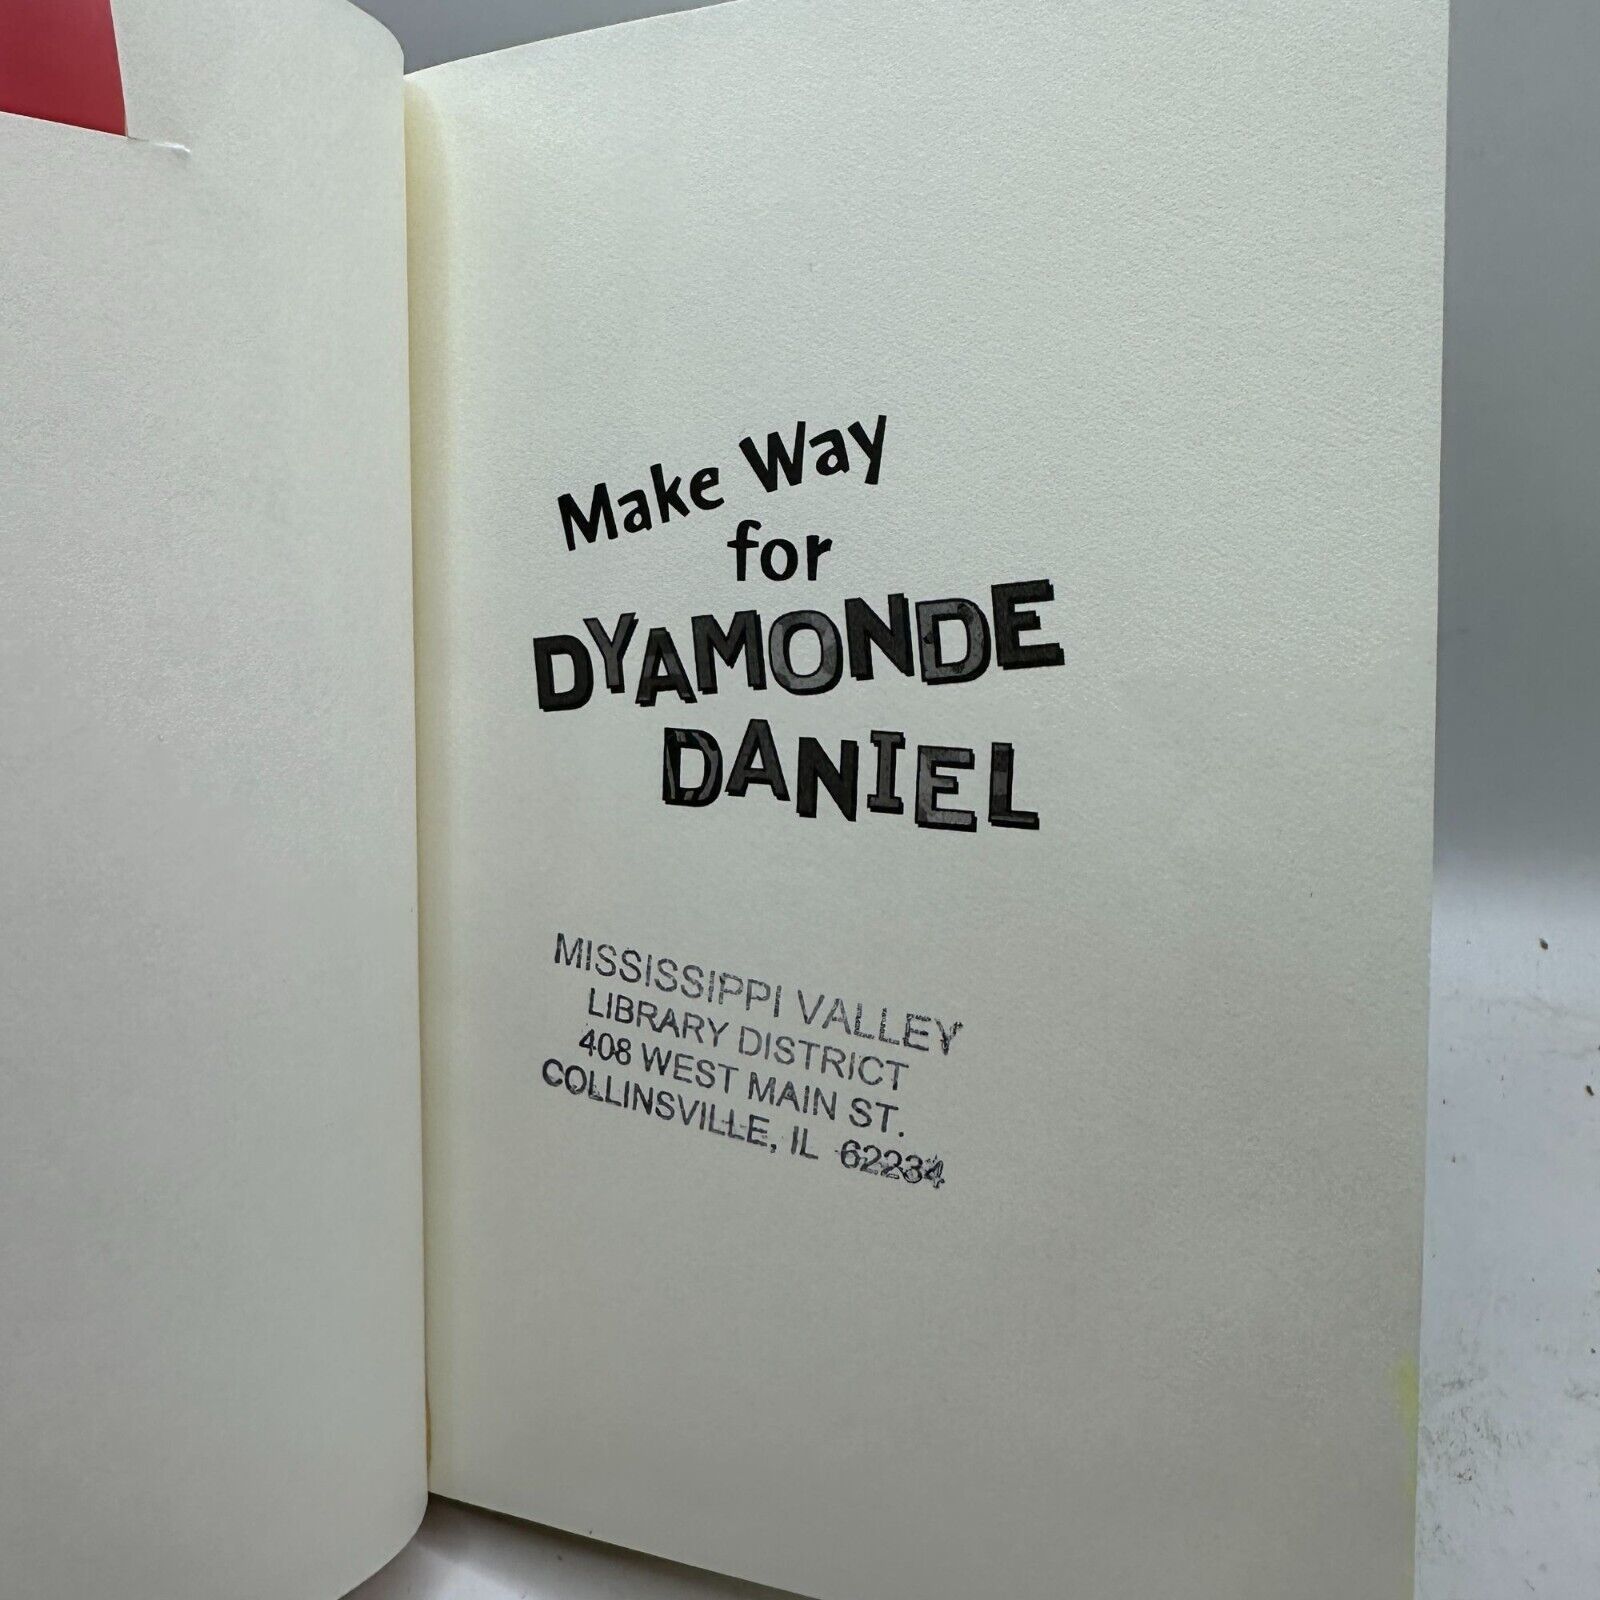 Make Way
for
DYAMONDE
DANIEL
MISSISSIPPI VALLEY
LIBRARY DISTRICT
408 WEST MAIN ST.
COLLINSVILLE, IL 62234